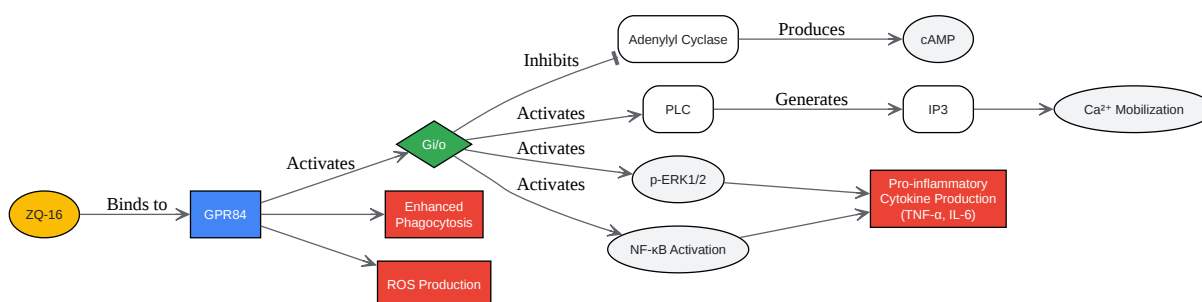 ZQ-16
Binds to
GPR84
Activates
Gi/o
Enhanced
Phagocytosis
ROS Production
Inhibits
Adenylyl Cyclase
Produces
cAMP
Activates
PLC
Generates
IP3
Ca²⁺ Mobilization
Activates
p-ERK1/2
Activates
NF-κB Activation
Pro-inflammatory
Cytokine Production
(TNF-α, IL-6)